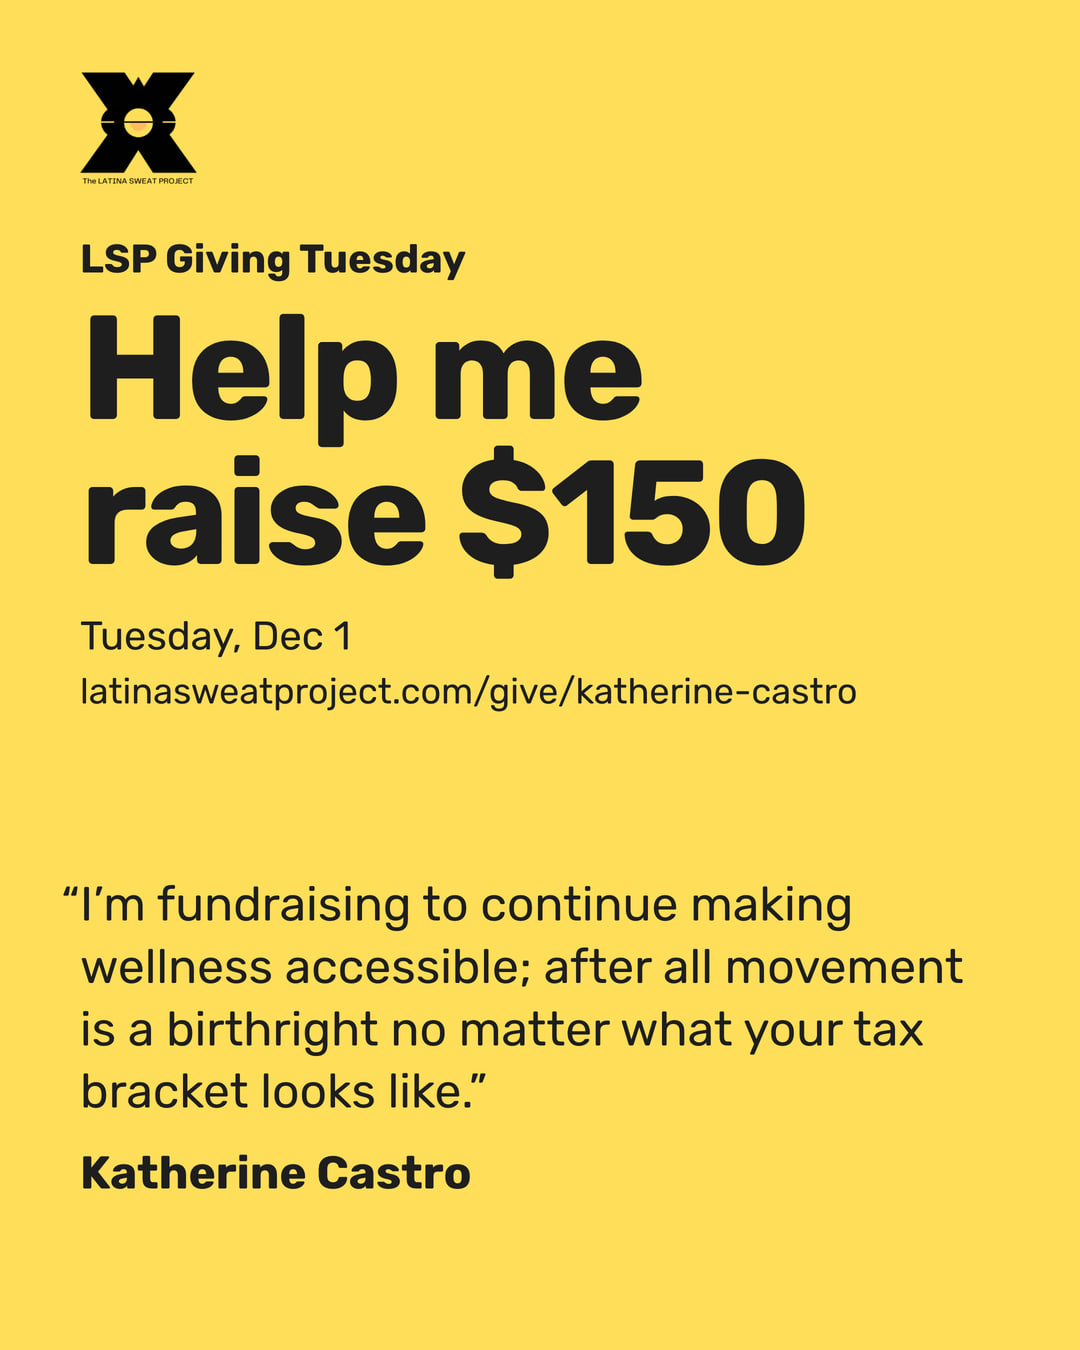 The LATINA SWEAT PROJECT
LSP Giving Tuesday
Help me
raise $150
Tuesday, Dec 1
latinasweatproject.com/give/katherine-castro
“I’m fundraising to continue making
wellness accessible; after all movement
is a birthright no matter what your tax
bracket looks like.”
Katherine Castro